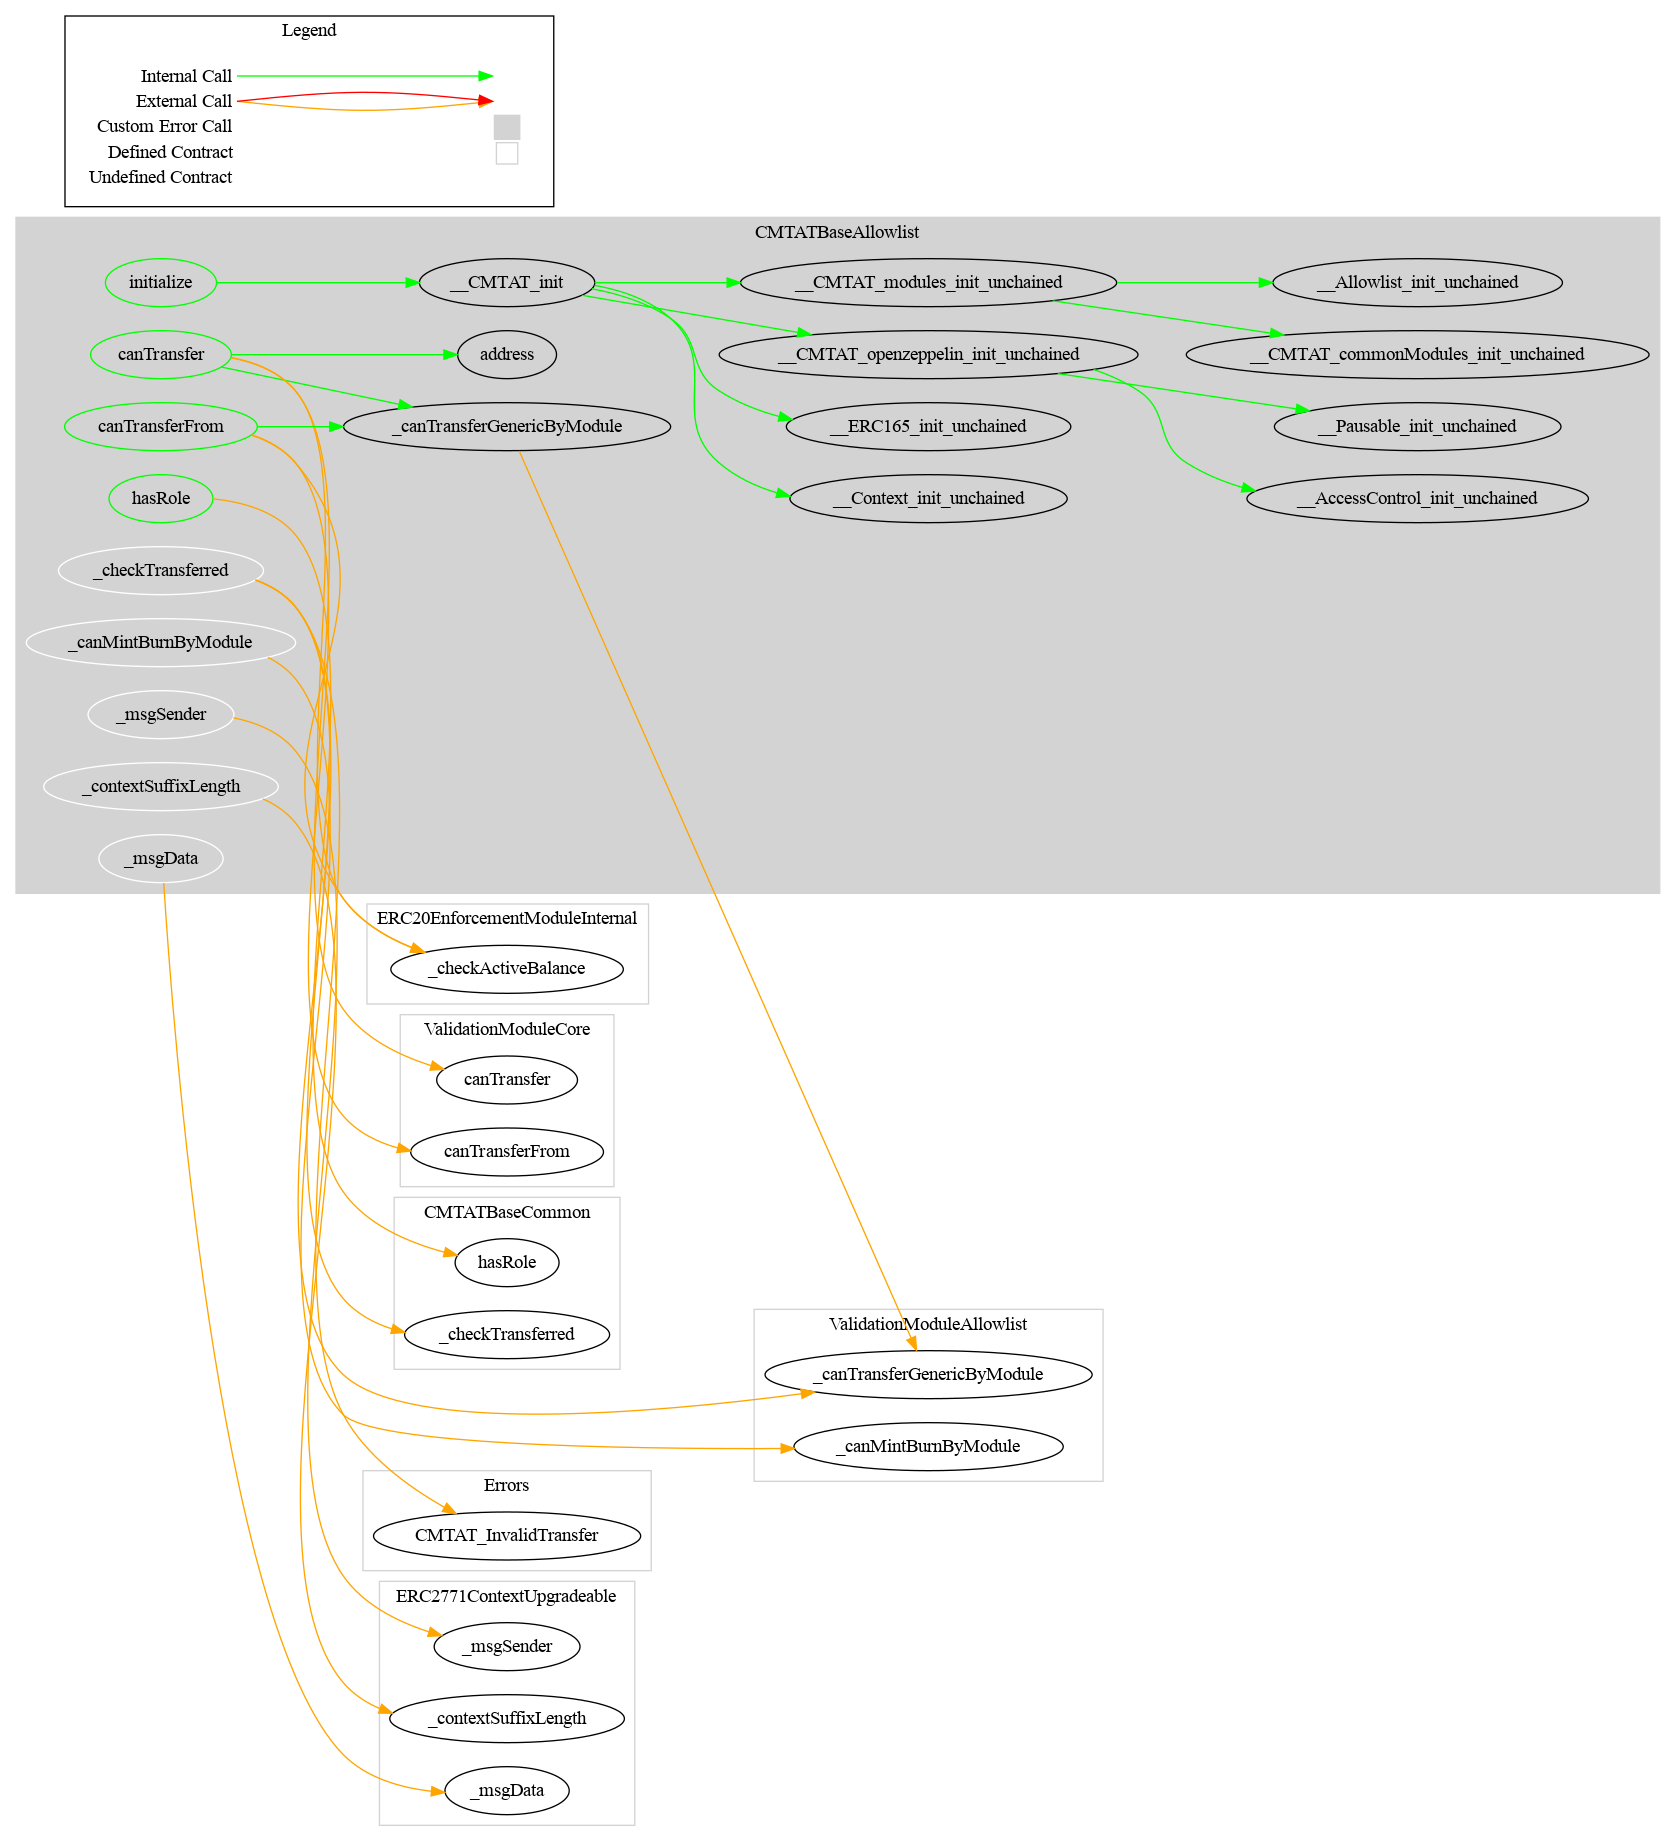 Legend
Internal Call
External Call
Custom Error Call
Defined Contract
Undefined Contract
CMTATBaseAllowlist
initialize
__CMTAT_init
__CMTAT_modules_init_unchained
__Allowlist_init_unchained
canTransfer
address
__CMTAT_openzeppelin_init_unchained
__CMTAT_commonModules_init_unchained
canTransferFrom
_canTransferGenericByModule
__ERC165_init_unchained
__Pausable_init_unchained
hasRole
__Context_init_unchained
__AccessControl_init_unchained
_checkTransferred
_canMintBurnByModule
_msgSender
_contextSuffixLength
_msgData
ERC20EnforcementModuleInternal
_checkActiveBalance
ValidationModuleCore
canTransfer
canTransferFrom
CMTATBaseCommon
hasRole
_checkTransferred
ValidationModuleAllowlist
_canTransferGenericByModule
_canMintBurnByModule
Errors
CMTAT_InvalidTransfer
ERC2771ContextUpgradeable
_msgSender
_contextSuffixLength
_msgData